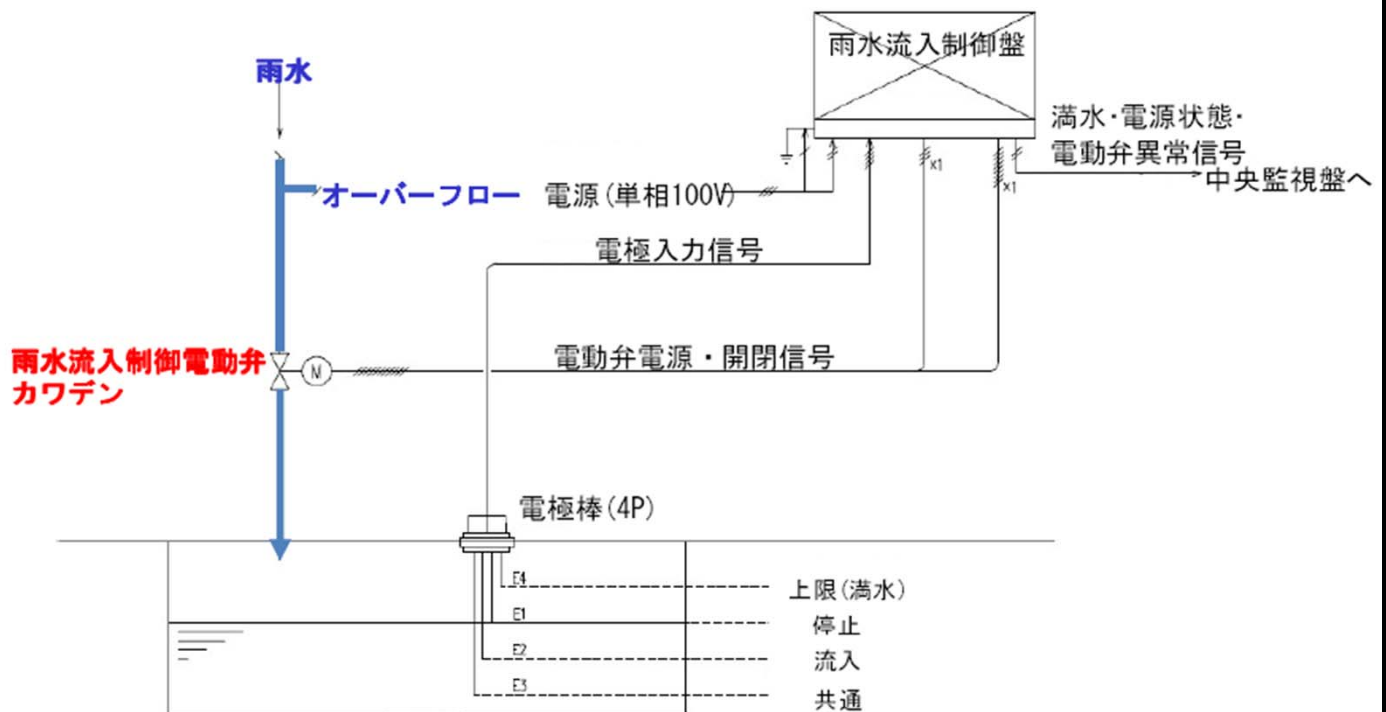 雨水流入制御盤
雨水
満水・電源状態・
電動弁異常信号
中央監視盤へ
オーバーフロー
電源(単相100V)
x1
x1
電極入力信号
雨水流入制御電動弁
カワデン
M
電動弁電源・開閉信号
電極棒(4P)
E4
上限(満水)
E1
停止
E2
流入
E3
共通